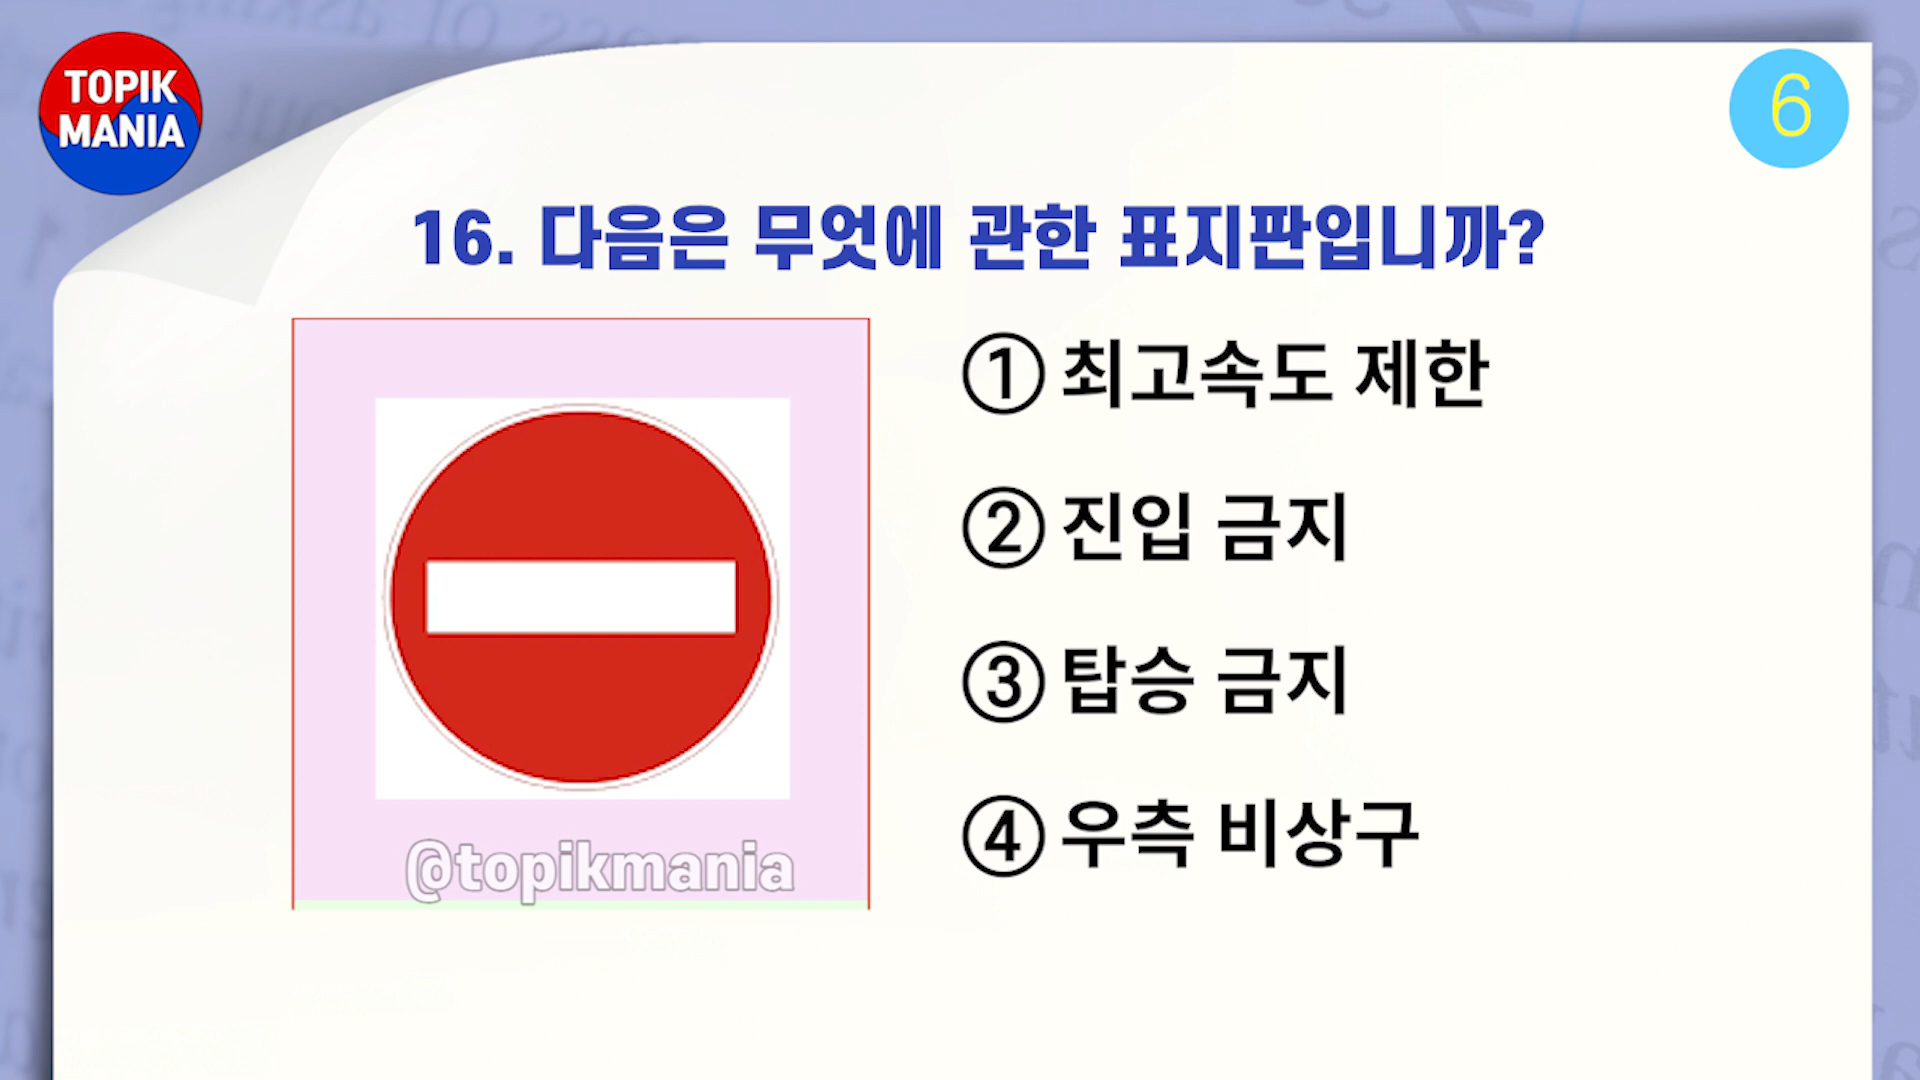 TOPIK
MANIA
6
16. 다음은 무엇에 관한 표지판입니까?
① 최고속도 제한
② 진입 금지
③ 탑승 금지
④ 우측 비상구
@topikmania